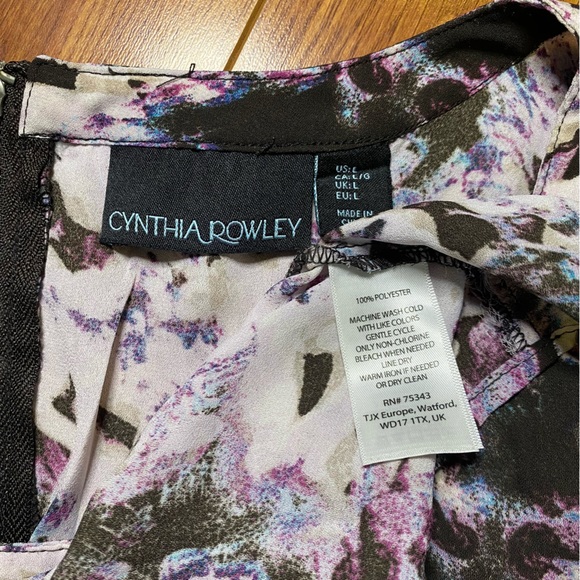 CYNTHIA ROWLEY
US: L
CA: L/G
UK: L
EU: L
MADE IN
100% POLYESTER
MACHINE WASH COLD
WITH LIKE COLORS
GENTLE CYCLE
ONLY NON-CHLORINE
BLEACH WHEN NEEDED
LINE DRY
WARM IRON IF NEEDED
OR DRY CLEAN
RN# 75343
TJX Europe, Watford,
WD17 1TX, UK